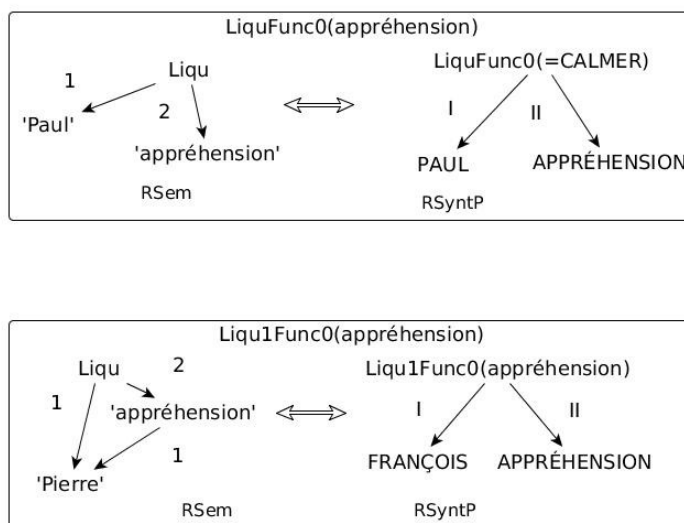 LiquFunc0(appréhension)
1 Liqu
2
'Paul'
'appréhension'
RSem
LiquFunc0(=CALMER)
I II
PAUL APPRÉHENSION
RSyntP
Liqu1Func0(appréhension)
Liqu 2
1 'appréhension'
1
'Pierre'
RSem
Liqu1Func0(appréhension)
I II
FRANÇOIS APPRÉHENSION
RSyntP